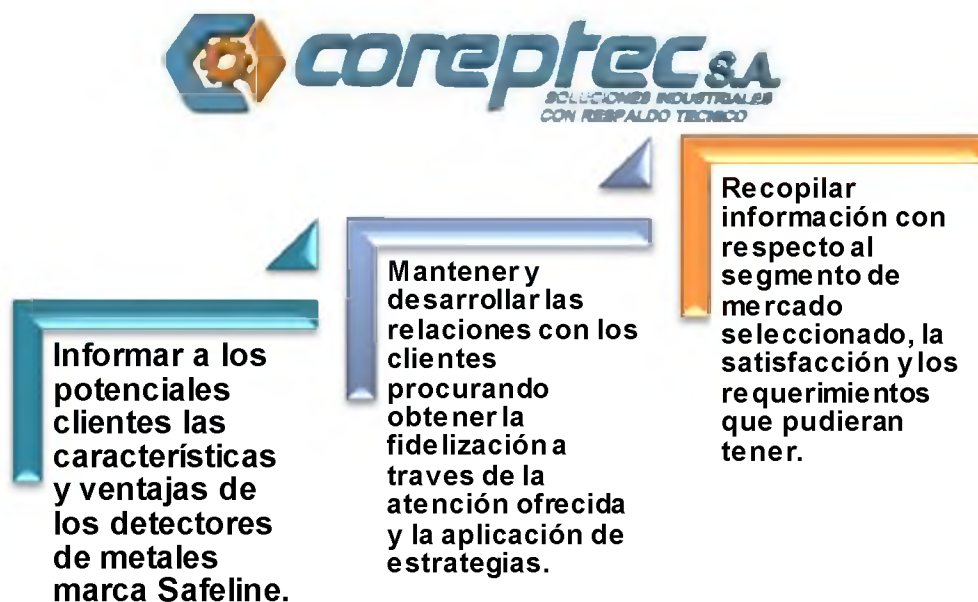 coreptec S.A.
SOLUCIONES INDUSTRIALES
CON RESPALDO TECNICO
Informar a los
potenciales
clientes las
características
y ventajas de
los detectores
de metales
marca Safeline.
Mantener y
desarrollar las
relaciones con los
clientes
procurando
obtener la
fidelización a
traves de la
atención ofrecida
y la aplicación de
estrategias.
Recopilar
información con
respecto al
segmento de
mercado
seleccionado, la
satisfacción y los
requerimientos
que pudieran
tener.